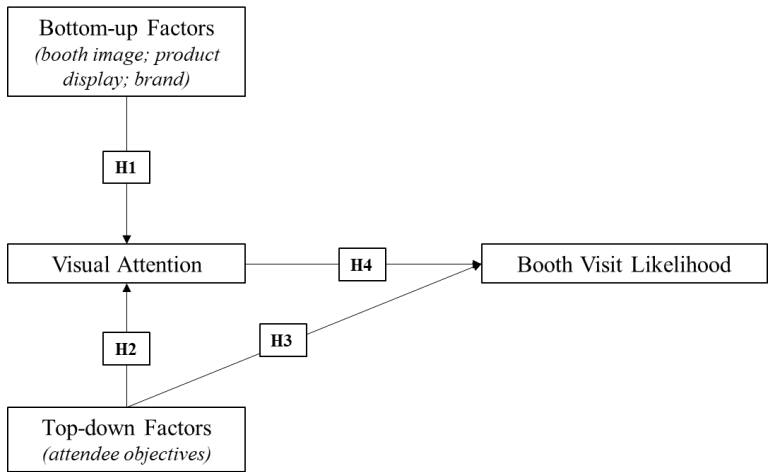 Bottom-up Factors
(booth image; product
display; brand)
H1
Visual Attention
H4
Booth Visit Likelihood
H2
H3
Top-down Factors
(attendee objectives)